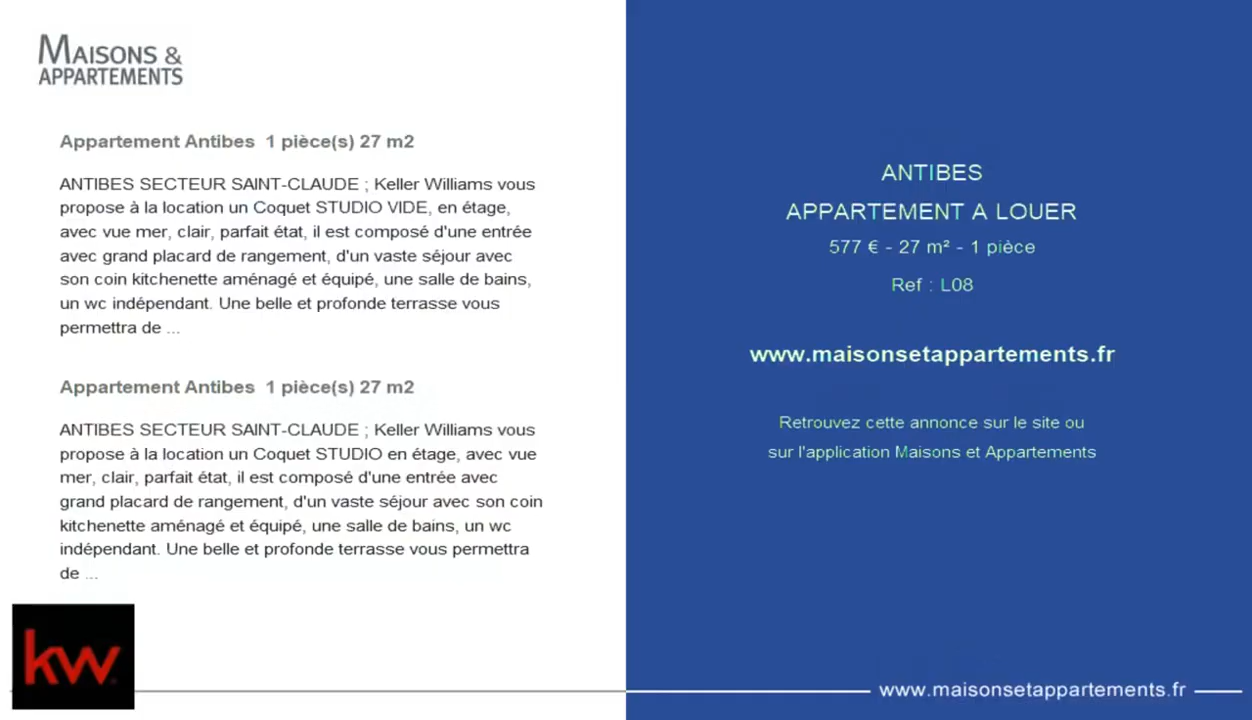 MAISONS &
APPARTEMENTS
Appartement Antibes 1 pièce(s) 27 m2
ANTIBES SECTEUR SAINT-CLAUDE ; Keller Williams vous
propose à la location un Coquet STUDIO VIDE, en étage,
avec vue mer, clair, parfait état, il est composé d'une entrée
avec grand placard de rangement, d'un vaste séjour avec
son coin kitchenette aménagé et équipé, une salle de bains,
un wc indépendant. Une belle et profonde terrasse vous
permettra de ...
Appartement Antibes 1 pièce(s) 27 m2
ANTIBES SECTEUR SAINT-CLAUDE ; Keller Williams vous
propose à la location un Coquet STUDIO en étage, avec vue
mer, clair, parfait état, il est composé d'une entrée avec
grand placard de rangement, d'un vaste séjour avec son coin
kitchenette aménagé et équipé, une salle de bains, un wc
indépendant. Une belle et profonde terrasse vous permettra
de ...
kw
ANTIBES
APPARTEMENT A LOUER
577 € - 27 m² - 1 pièce
Ref : L08
www.maisonsetappartements.fr
Retrouvez cette annonce sur le site ou
sur l'application Maisons et Appartements
www.maisonsetappartements.fr